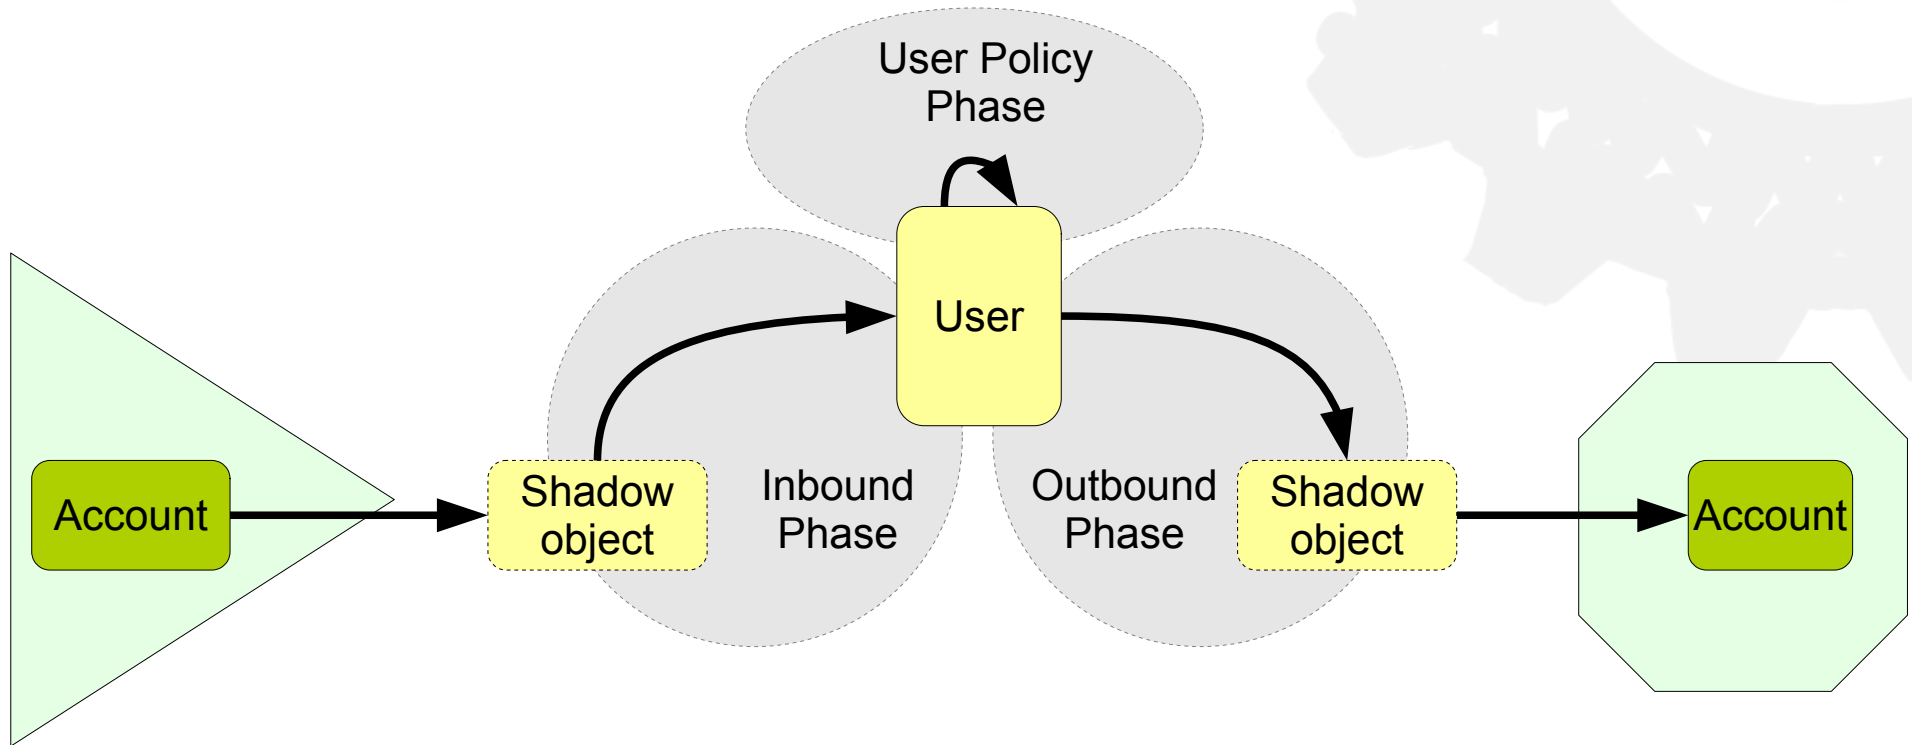 User Policy
Phase
User
Account
Shadow
object
Inbound
Phase
Outbound
Phase
Shadow
object
Account